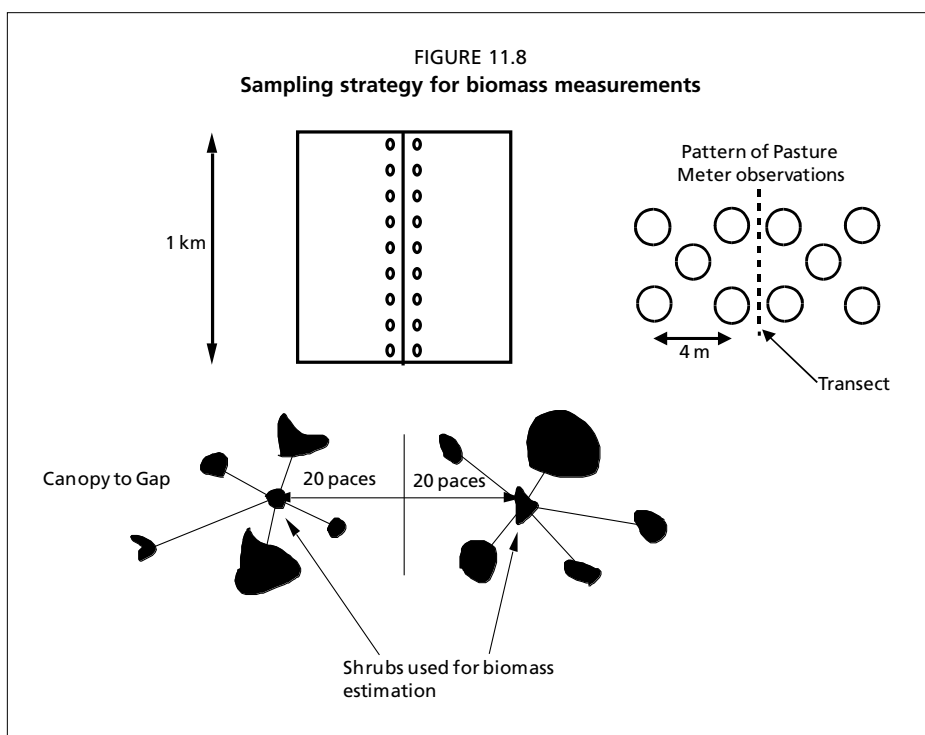 FIGURE 11.8
Sampling strategy for biomass measurements
1 km
Pattern of Pasture
Meter observations
4 m
Transect
Canopy to Gap
20 paces
20 paces
Shrubs used for biomass
estimation